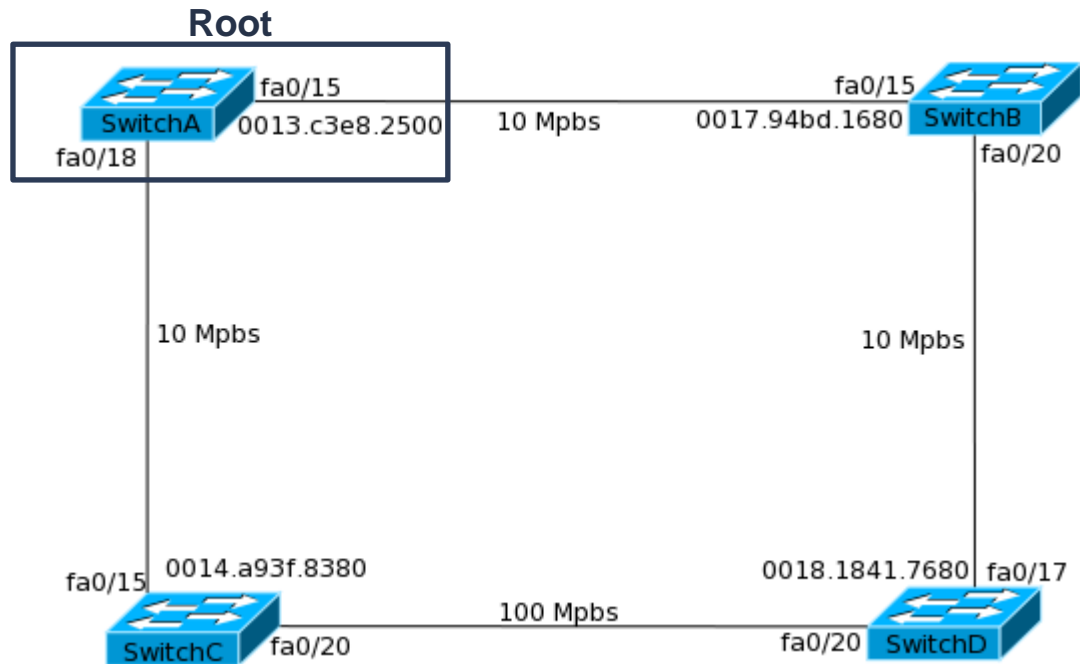 Root
fa0/15
fa0/15
SwitchA
0013.c3e8.2500
10 Mpbs
0017.94bd.1680
SwitchB
fa0/18
fa0/20
10 Mpbs
10 Mpbs
fa0/15
0014.a93f.8380
0018.1841.7680
fa0/17
100 Mpbs
SwitchC
fa0/20
fa0/20
SwitchD